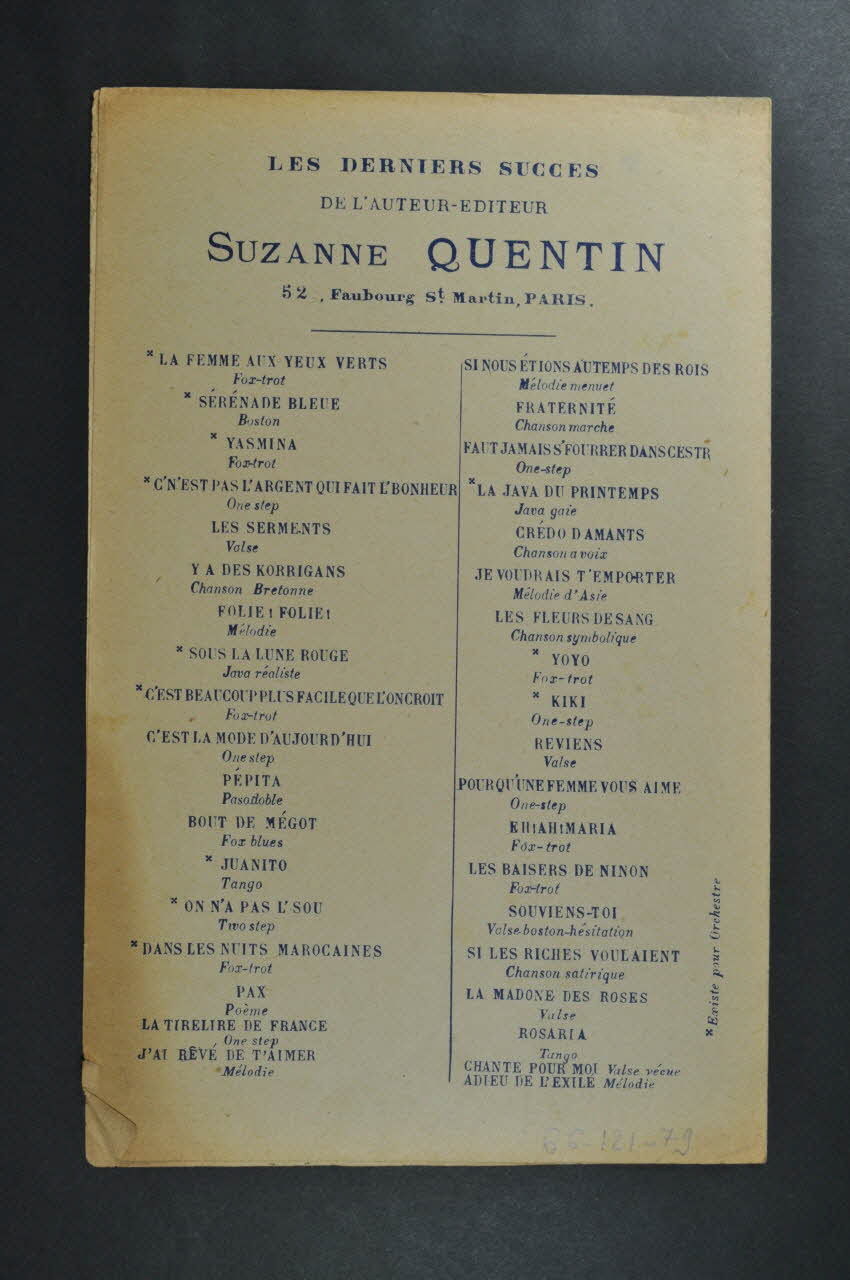 LES DERNIERS SUCCES
DE L'AUTEUR-EDITEUR
SUZANNE QUENTIN
52, Faubourg St Martin, PARIS.
* LA FEMME AUX YEUX VERTS
Fox-trot
* SÉRÉNADE BLEUE
Boston
* YASMINA
Fox-trot
* C'N'EST PAS L'ARGENT QUI FAIT L'BONHEUR
One step
LES SERMENTS
Valse
Y A DES KORRIGANS
Chanson Bretonne
FOLIE! FOLIE!
Mélodie
* SOUS LA LUNE ROUGE
Java réaliste
* C'EST BEAUCOUP PLUS FACILE QUE L'ON CROIT
Fox-trot
C'EST LA MODE D'AUJOURD'HUI
One step
PÉPITA
Pasodoble
BOUT DE MÉGOT
Fox blues
* JUANITO
Tango
* ON N'A PAS L'SOU
Two step
* DANS LES NUITS MAROCAINES
Fox-trot
PAX
Poème
LA TIRELIRE DE FRANCE
One step
J'AI RÊVÉ DE T'AIMER
Mélodie
SI NOUS ÉTIONS AU TEMPS DES ROIS
Mélodie menuet
FRATERNITÉ
Chanson marche
FAUT JAMAIS S'FOURRER DANS CES TR
One-step
* LA JAVA DU PRINTEMPS
Java gaie
CRÉDO D AMANTS
Chanson a voix
JE VOUDRAIS T'EMPORTER
Mélodie d'Asie
LES FLEURS DE SANG
Chanson symbolique
* YOYO
Fox-trot
* KIKI
One-step
REVIENS
Valse
POUR QU'UNE FEMME VOUS AIME
One-step
EH! AH! MARIA
Fox-trot
LES BAISERS DE NINON
Fox-trot
SOUVIENS-TOI
Valse-boston-hésitation
SI LES RICHES VOULAIENT
Chanson satirique
LA MADONE DES ROSES
Valse
ROSARIA
Tango
CHANTE POUR MOI Valse vécue
ADIEU DE L'EXILE Mélodie
* Existe pour Orchestre
66-121-79